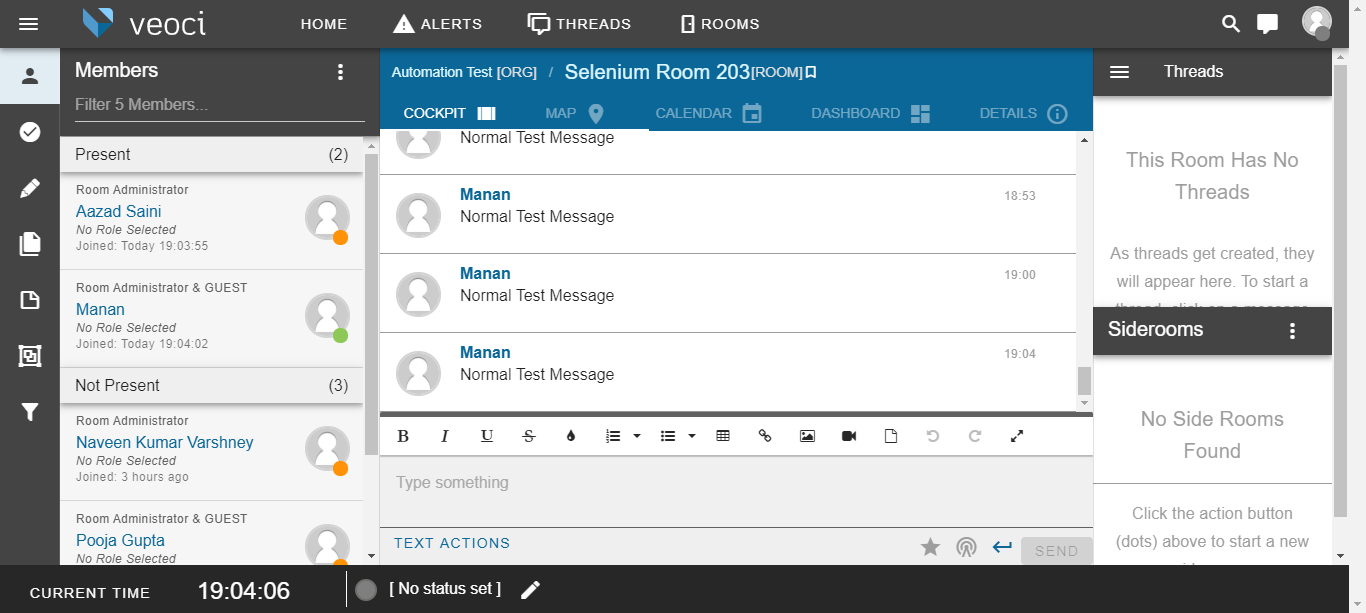 veoci
HOME
ALERTS
THREADS
ROOMS
Members
Filter 5 Members...
Present (2)
Room Administrator
Aazad Saini
No Role Selected
Joined: Today 19:03:55
Room Administrator & GUEST
Manan
No Role Selected
Joined: Today 19:04:02
Not Present (3)
Room Administrator
Naveen Kumar Varshney
No Role Selected
Joined: 3 hours ago
Room Administrator & GUEST
Pooja Gupta
No Role Selected
Automation Test [ORG] / Selenium Room 203[ROOM]
COCKPIT
MAP
CALENDAR
DASHBOARD
DETAILS
Normal Test Message
Manan 18:53
Normal Test Message
Manan 19:00
Normal Test Message
Manan 19:04
Normal Test Message
B I U S
Type something
TEXT ACTIONS
SEND
Threads
This Room Has No
Threads
As threads get created, they
will appear here. To start a
thread, click on a message
Siderooms
No Side Rooms
Found
Click the action button
(dots) above to start a new
CURRENT TIME 19:04:06
[ No status set ]